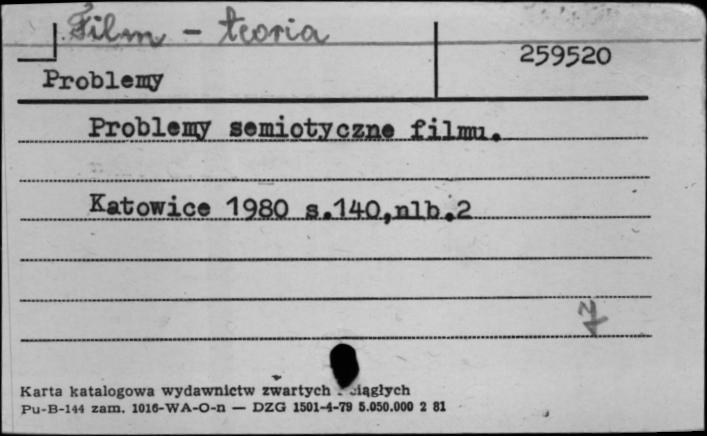 Film - teoria
259520
Problemy
Problemy semiotyczne filmu.
Katowice 1980 s.140,nlb.2
7
Karta katalogowa wydawnictw zwartych ciągłych
Pu-B-144 zam. 1016-WA-O-n — DZG 1501-4-79 5.050.000 2 81